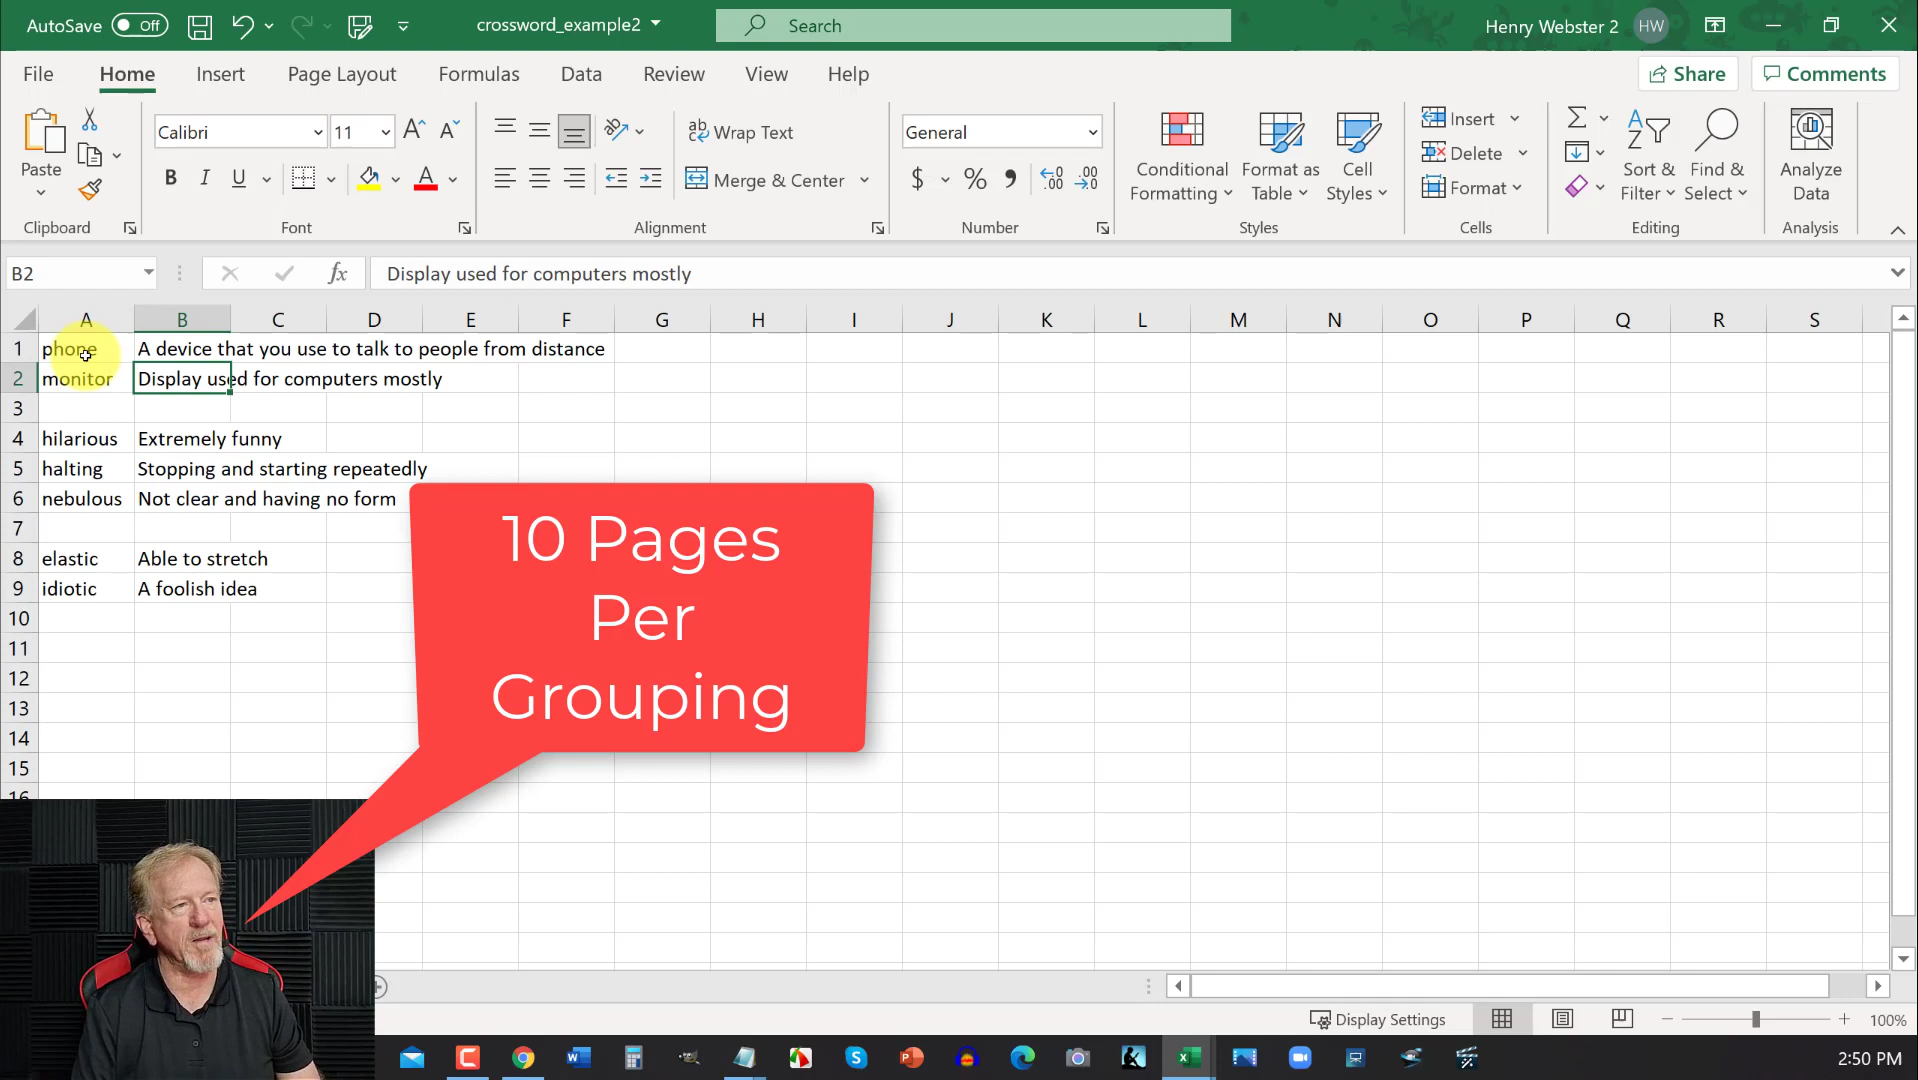 AutoSave Off crossword_example2 Search Henry Webster 2 HW
File Home Insert Page Layout Formulas Data Review View Help Share Comments
Calibri 11 Wrap Text General Insert
Paste Merge & Center $ % Conditional Formatting Format as Table Cell Styles Delete Format Sort & Filter Find & Select Analyze Data
Clipboard Font Alignment Number Styles Cells Editing Analysis
B2 fx Display used for computers mostly
A B C D E F G H I J K L M N O P Q R S
1 phone A device that you use to talk to people from distance
2 monitor Display used for computers mostly
3
4 hilarious Extremely funny
5 halting Stopping and starting repeatedly
6 nebulous Not clear and having no form
7
8 elastic Able to stretch
9 idiotic A foolish idea
10
11
12
13
14
15
16
10 Pages
Per
Grouping
Display Settings 100%
2:50 PM